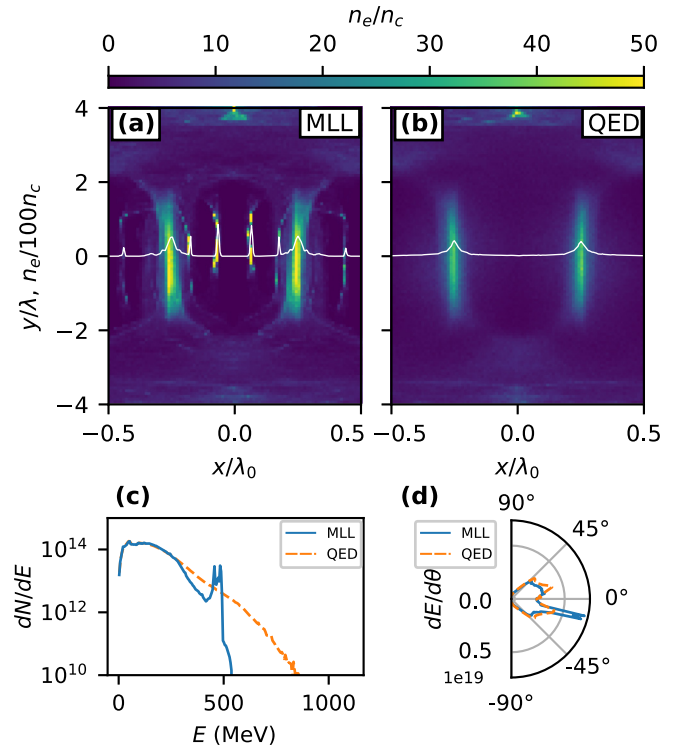 n_e/n_c
0 10 20 30 40 50
(a) MLL (b) QED
4
2
0
−2
−4
y/λ, n_e/100n_c
−0.5 0.0 −0.5 0.0 0.5
x/λ_0 x/λ_0
(c) (d)
MLL
QED
10^14
10^12
10^10
dN/dE
0 500 1000
E (MeV)
MLL
QED
90°
45°
0°
-45°
-90°
dE/dθ
0.0
0.5
1e19